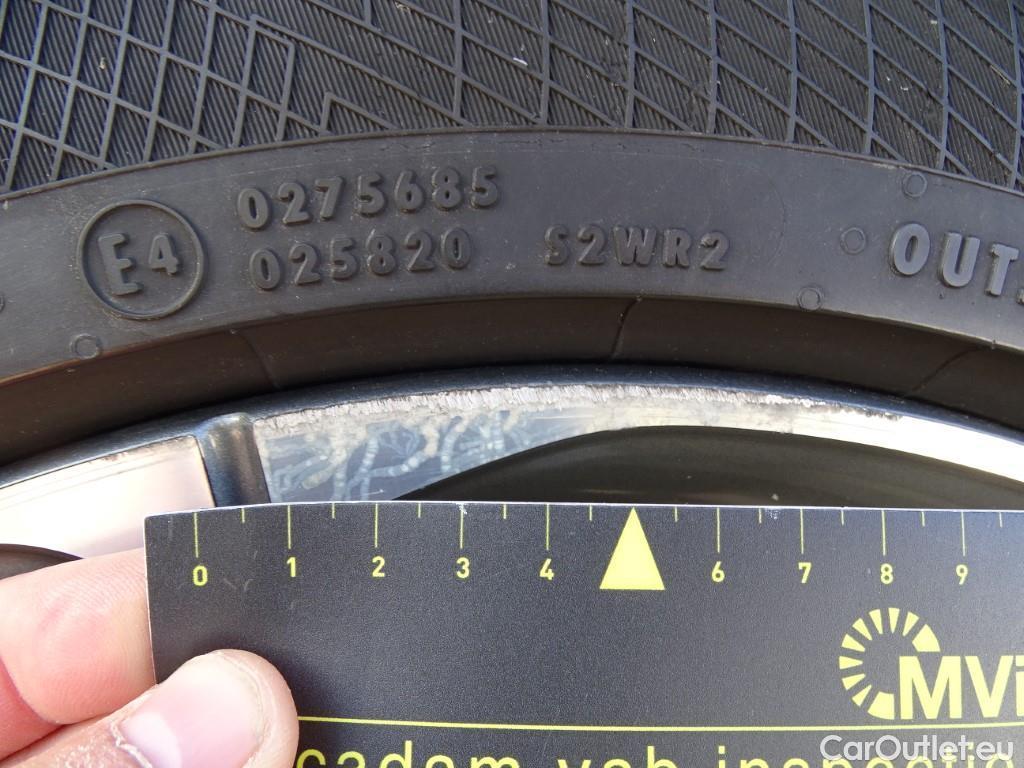 E4
0275685
025820 S2WR2
OUT
0 1 2 3 4 6 7 8 9
MVi
CarOutlet.eu